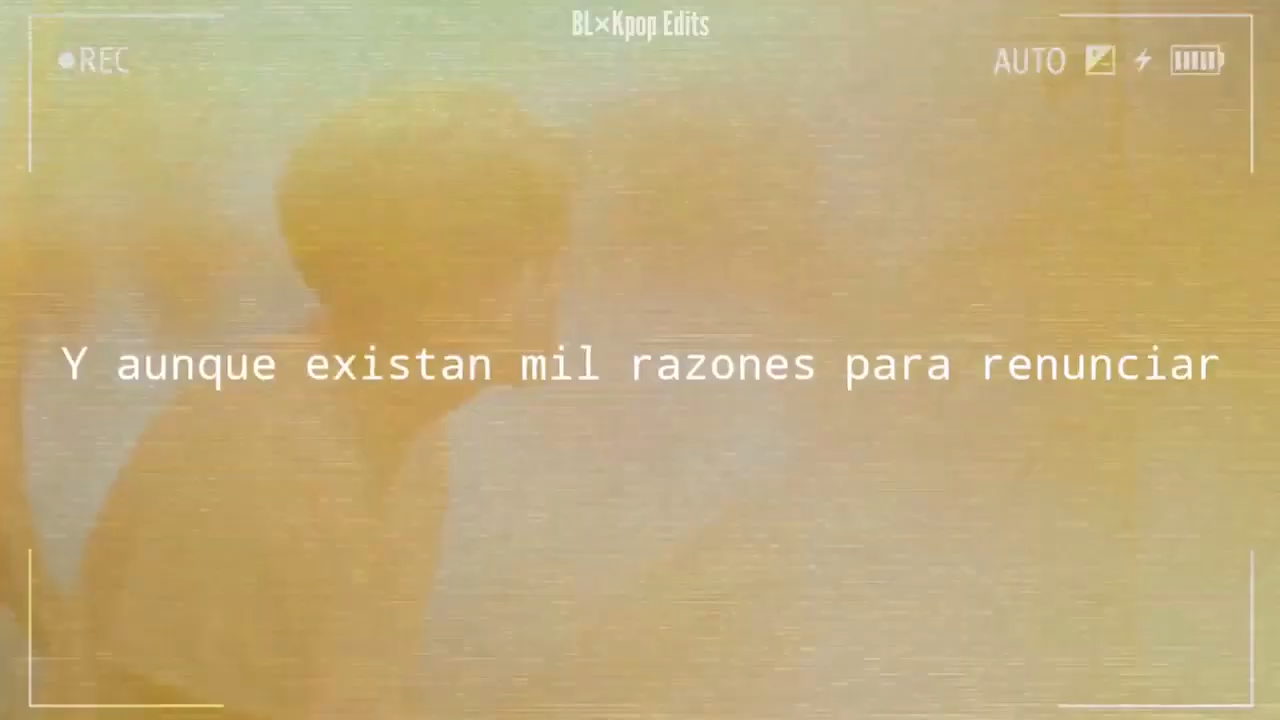 BL×Kpop Edits
●REC
AUTO
Y aunque existan mil razones para renunciar